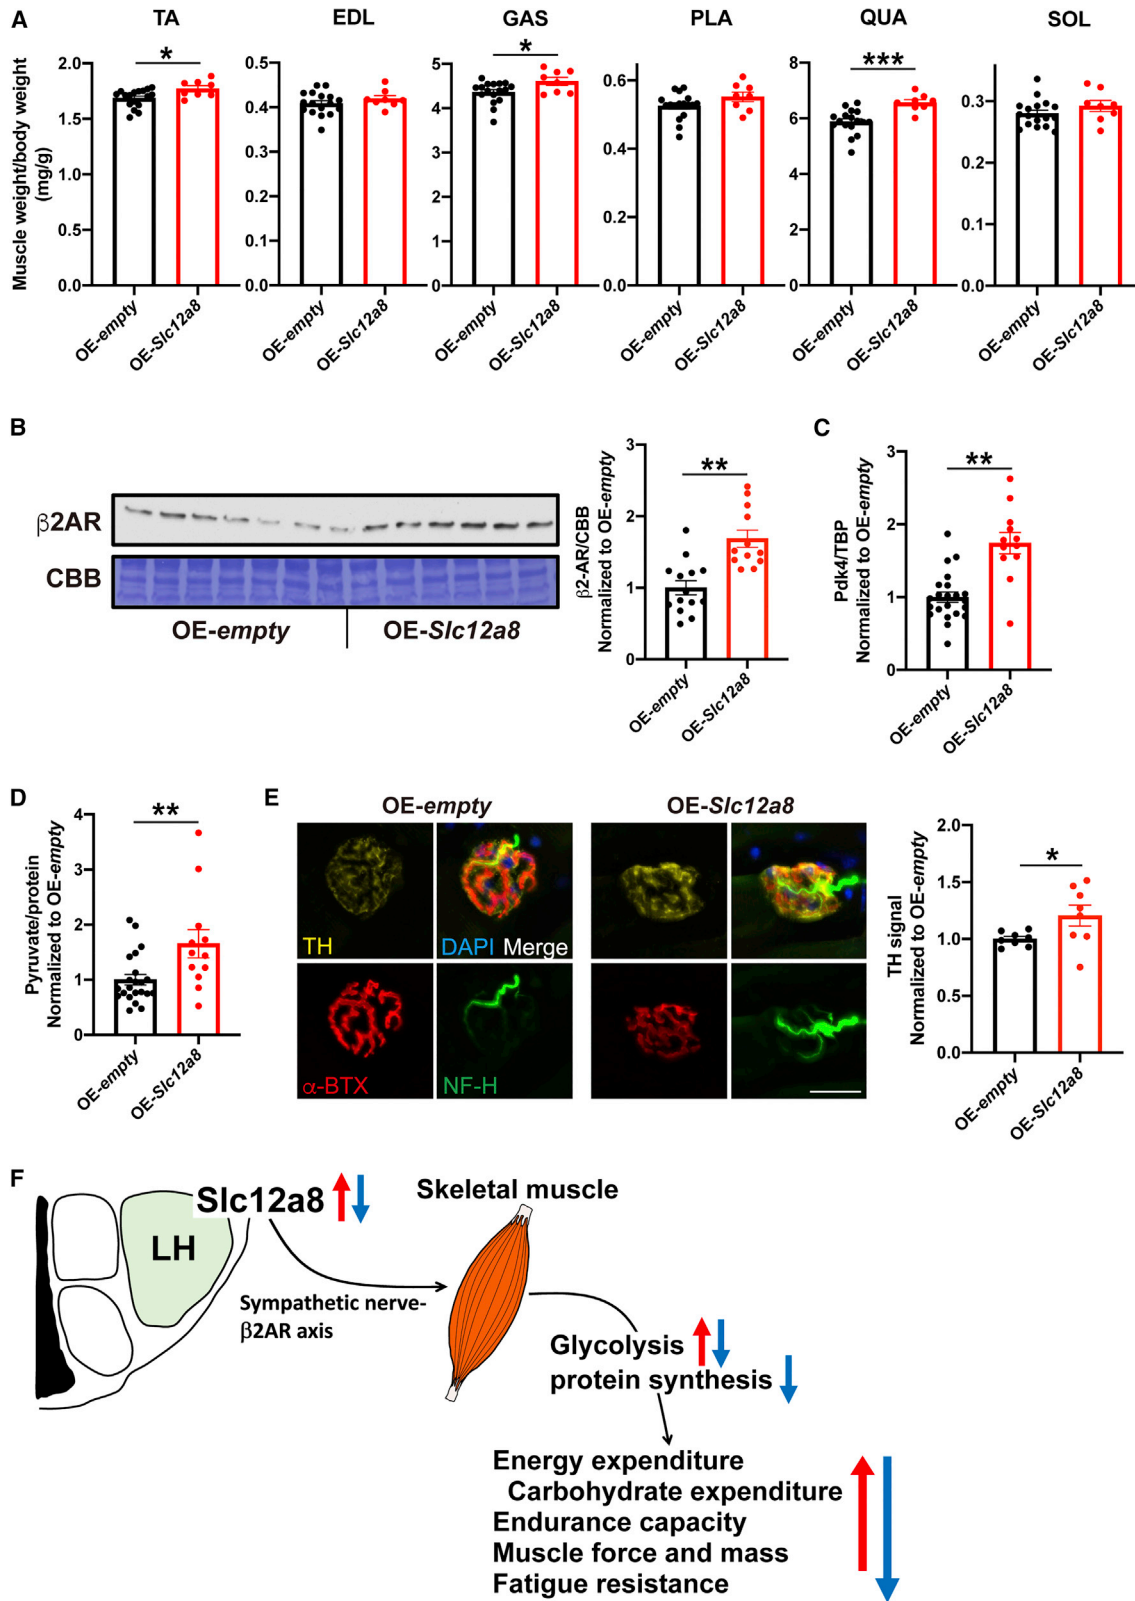 A
TA
EDL
GAS
PLA
QUA
SOL
Muscle weight/body weight
(mg/g)
2.0
1.5
1.0
0.5
0.0
*
OE-empty
OE-Slc12a8
0.5
0.4
0.3
0.2
0.1
0.0
OE-empty
OE-Slc12a8
5
4
3
2
1
0
*
OE-empty
OE-Slc12a8
0.6
0.4
0.2
0.0
OE-empty
OE-Slc12a8
8
6
4
2
0
***
OE-empty
OE-Slc12a8
0.3
0.2
0.1
0.0
OE-empty
OE-Slc12a8
B
β2AR
CBB
OE-empty
OE-Slc12a8
β2-AR/CBB
Normalized to OE-empty
3
2
1
0
**
OE-empty
OE-Slc12a8
C
Pdk4/TBP
Normalized to OE-empty
3
2
1
0
**
OE-empty
OE-Slc12a8
D
Pyruvate/protein
Normalized to OE-empty
4
3
2
1
0
**
OE-empty
OE-Slc12a8
E
OE-empty
OE-Slc12a8
TH
DAPI Merge
α-BTX
NF-H
TH signal
Normalized to OE-empty
2.0
1.5
1.0
0.5
0.0
*
OE-empty
OE-Slc12a8
F
Slc12a8
LH
Skeletal muscle
Sympathetic nerve-
β2AR axis
Glycolysis
protein synthesis
Energy expenditure
Carbohydrate expenditure
Endurance capacity
Muscle force and mass
Fatigue resistance